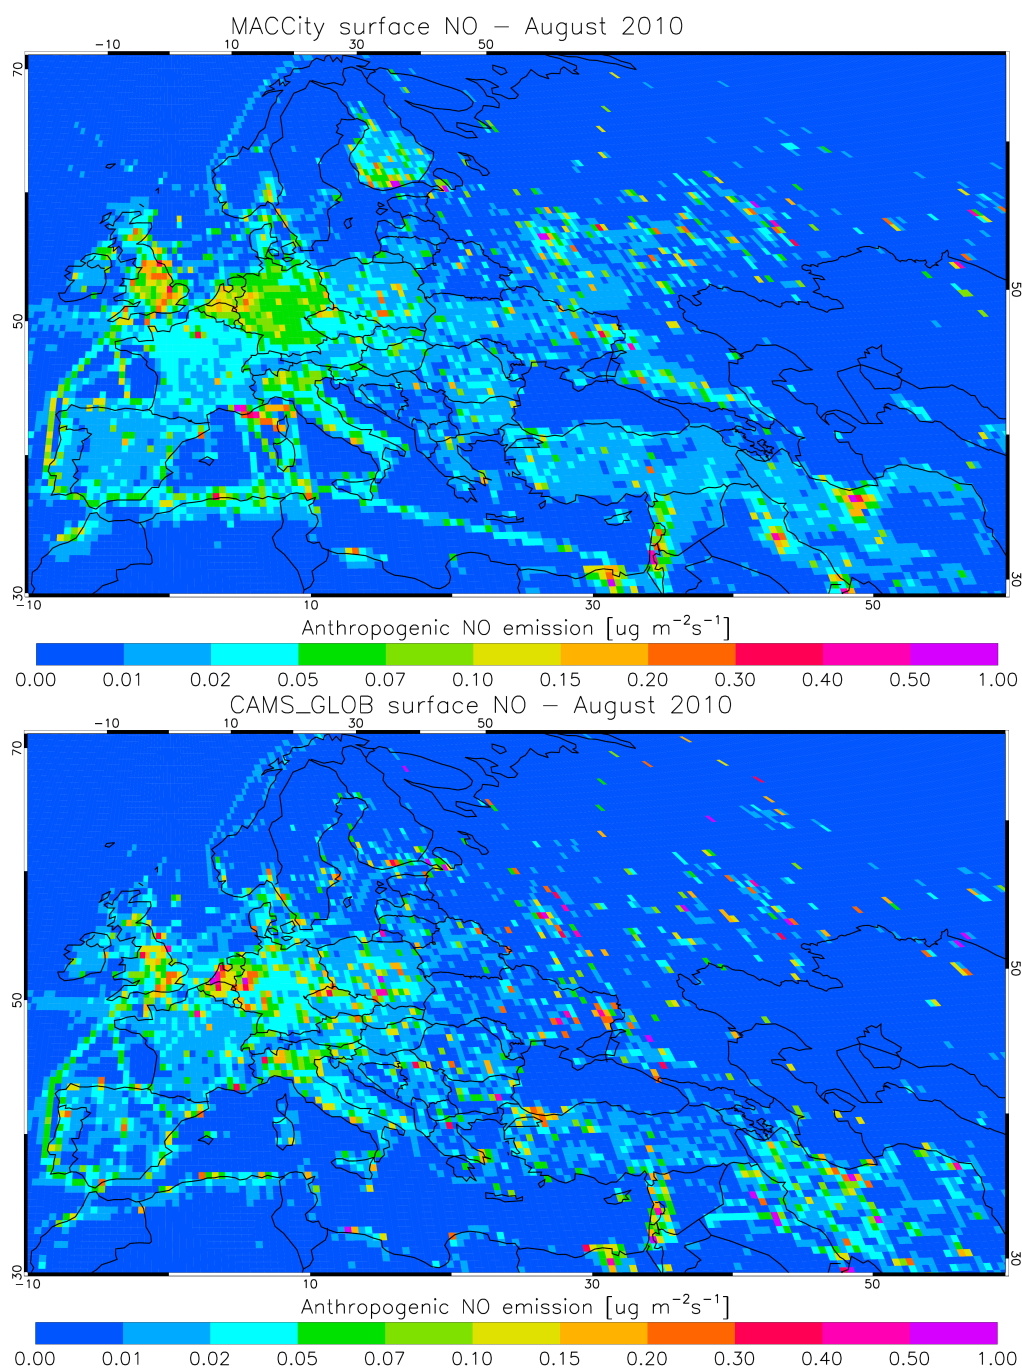 MACCity surface NO − August 2010
−10 10 30 50
70
50
50
30
30
−10 10 30 50
Anthropogenic NO emission [ug m⁻²s⁻¹]
0.00 0.01 0.02 0.05 0.07 0.10 0.15 0.20 0.30 0.40 0.50 1.00
CAMS_GLOB surface NO − August 2010
−10 10 30 50
70
50
50
30
30
−10 10 30 50
Anthropogenic NO emission [ug m⁻²s⁻¹]
0.00 0.01 0.02 0.05 0.07 0.10 0.15 0.20 0.30 0.40 0.50 1.00